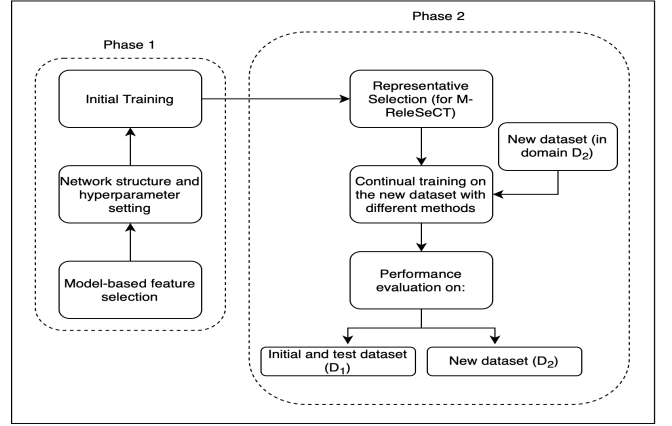 Phase 1
Initial Training
Network structure and
hyperparameter
setting
Model-based feature
selection
Phase 2
Representative
Selection (for M-
ReleSeCT)
New dataset (in
domain D₂)
Continual training on
the new dataset with
different methods
Performance
evaluation on:
Initial and test dataset
(D₁)
New dataset (D₂)